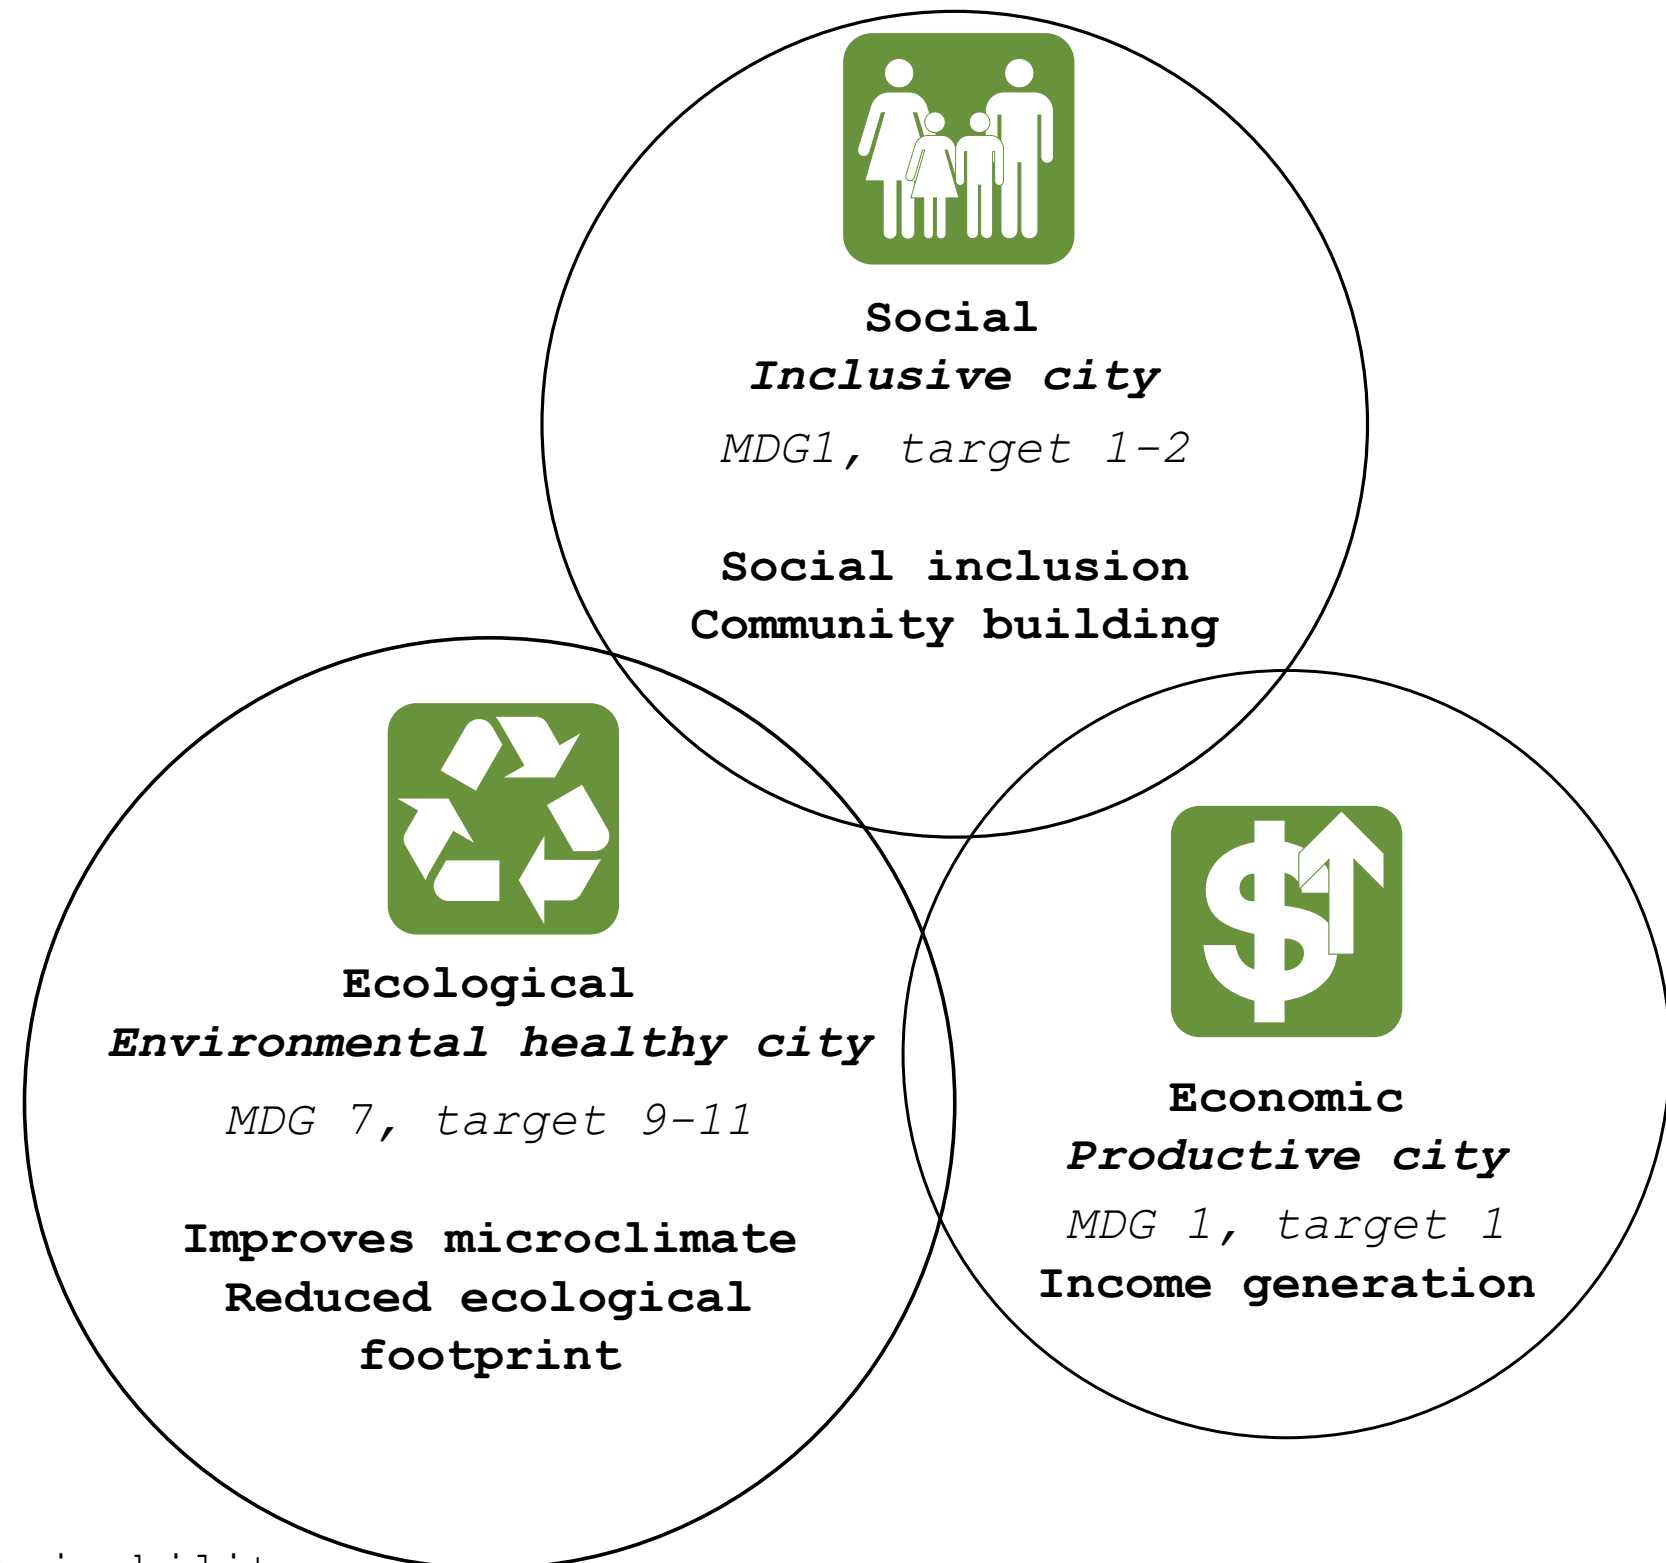 Social
Inclusive city
MDG1, target 1-2
Social inclusion
Community building
Ecological
Environmental healthy city
MDG 7, target 9-11
Improves microclimate
Reduced ecological
footprint
Economic
Productive city
MDG 1, target 1
Income generation